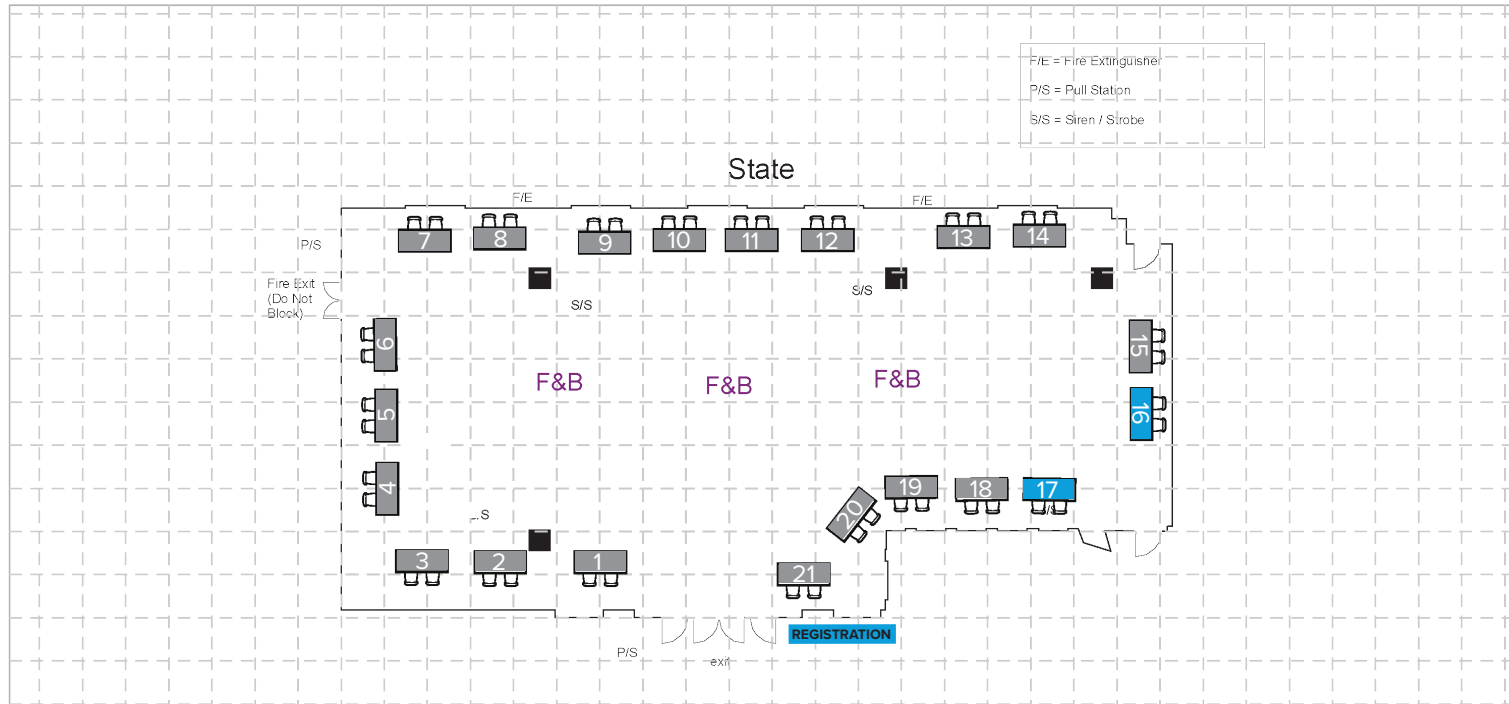 F/E = Fire Extinguisher
P/S = Pull Station
S/S = Siren / Strobe
State
F/E
F/E
P/S
7
8
9
10
11
12
13
14
Fire Exit
(Do Not
Block)
S/S
S/S
6
15
F&B
F&B
F&B
5
16
4
19
18
17
20
3
2
1
21
REGISTRATION
P/S
exit